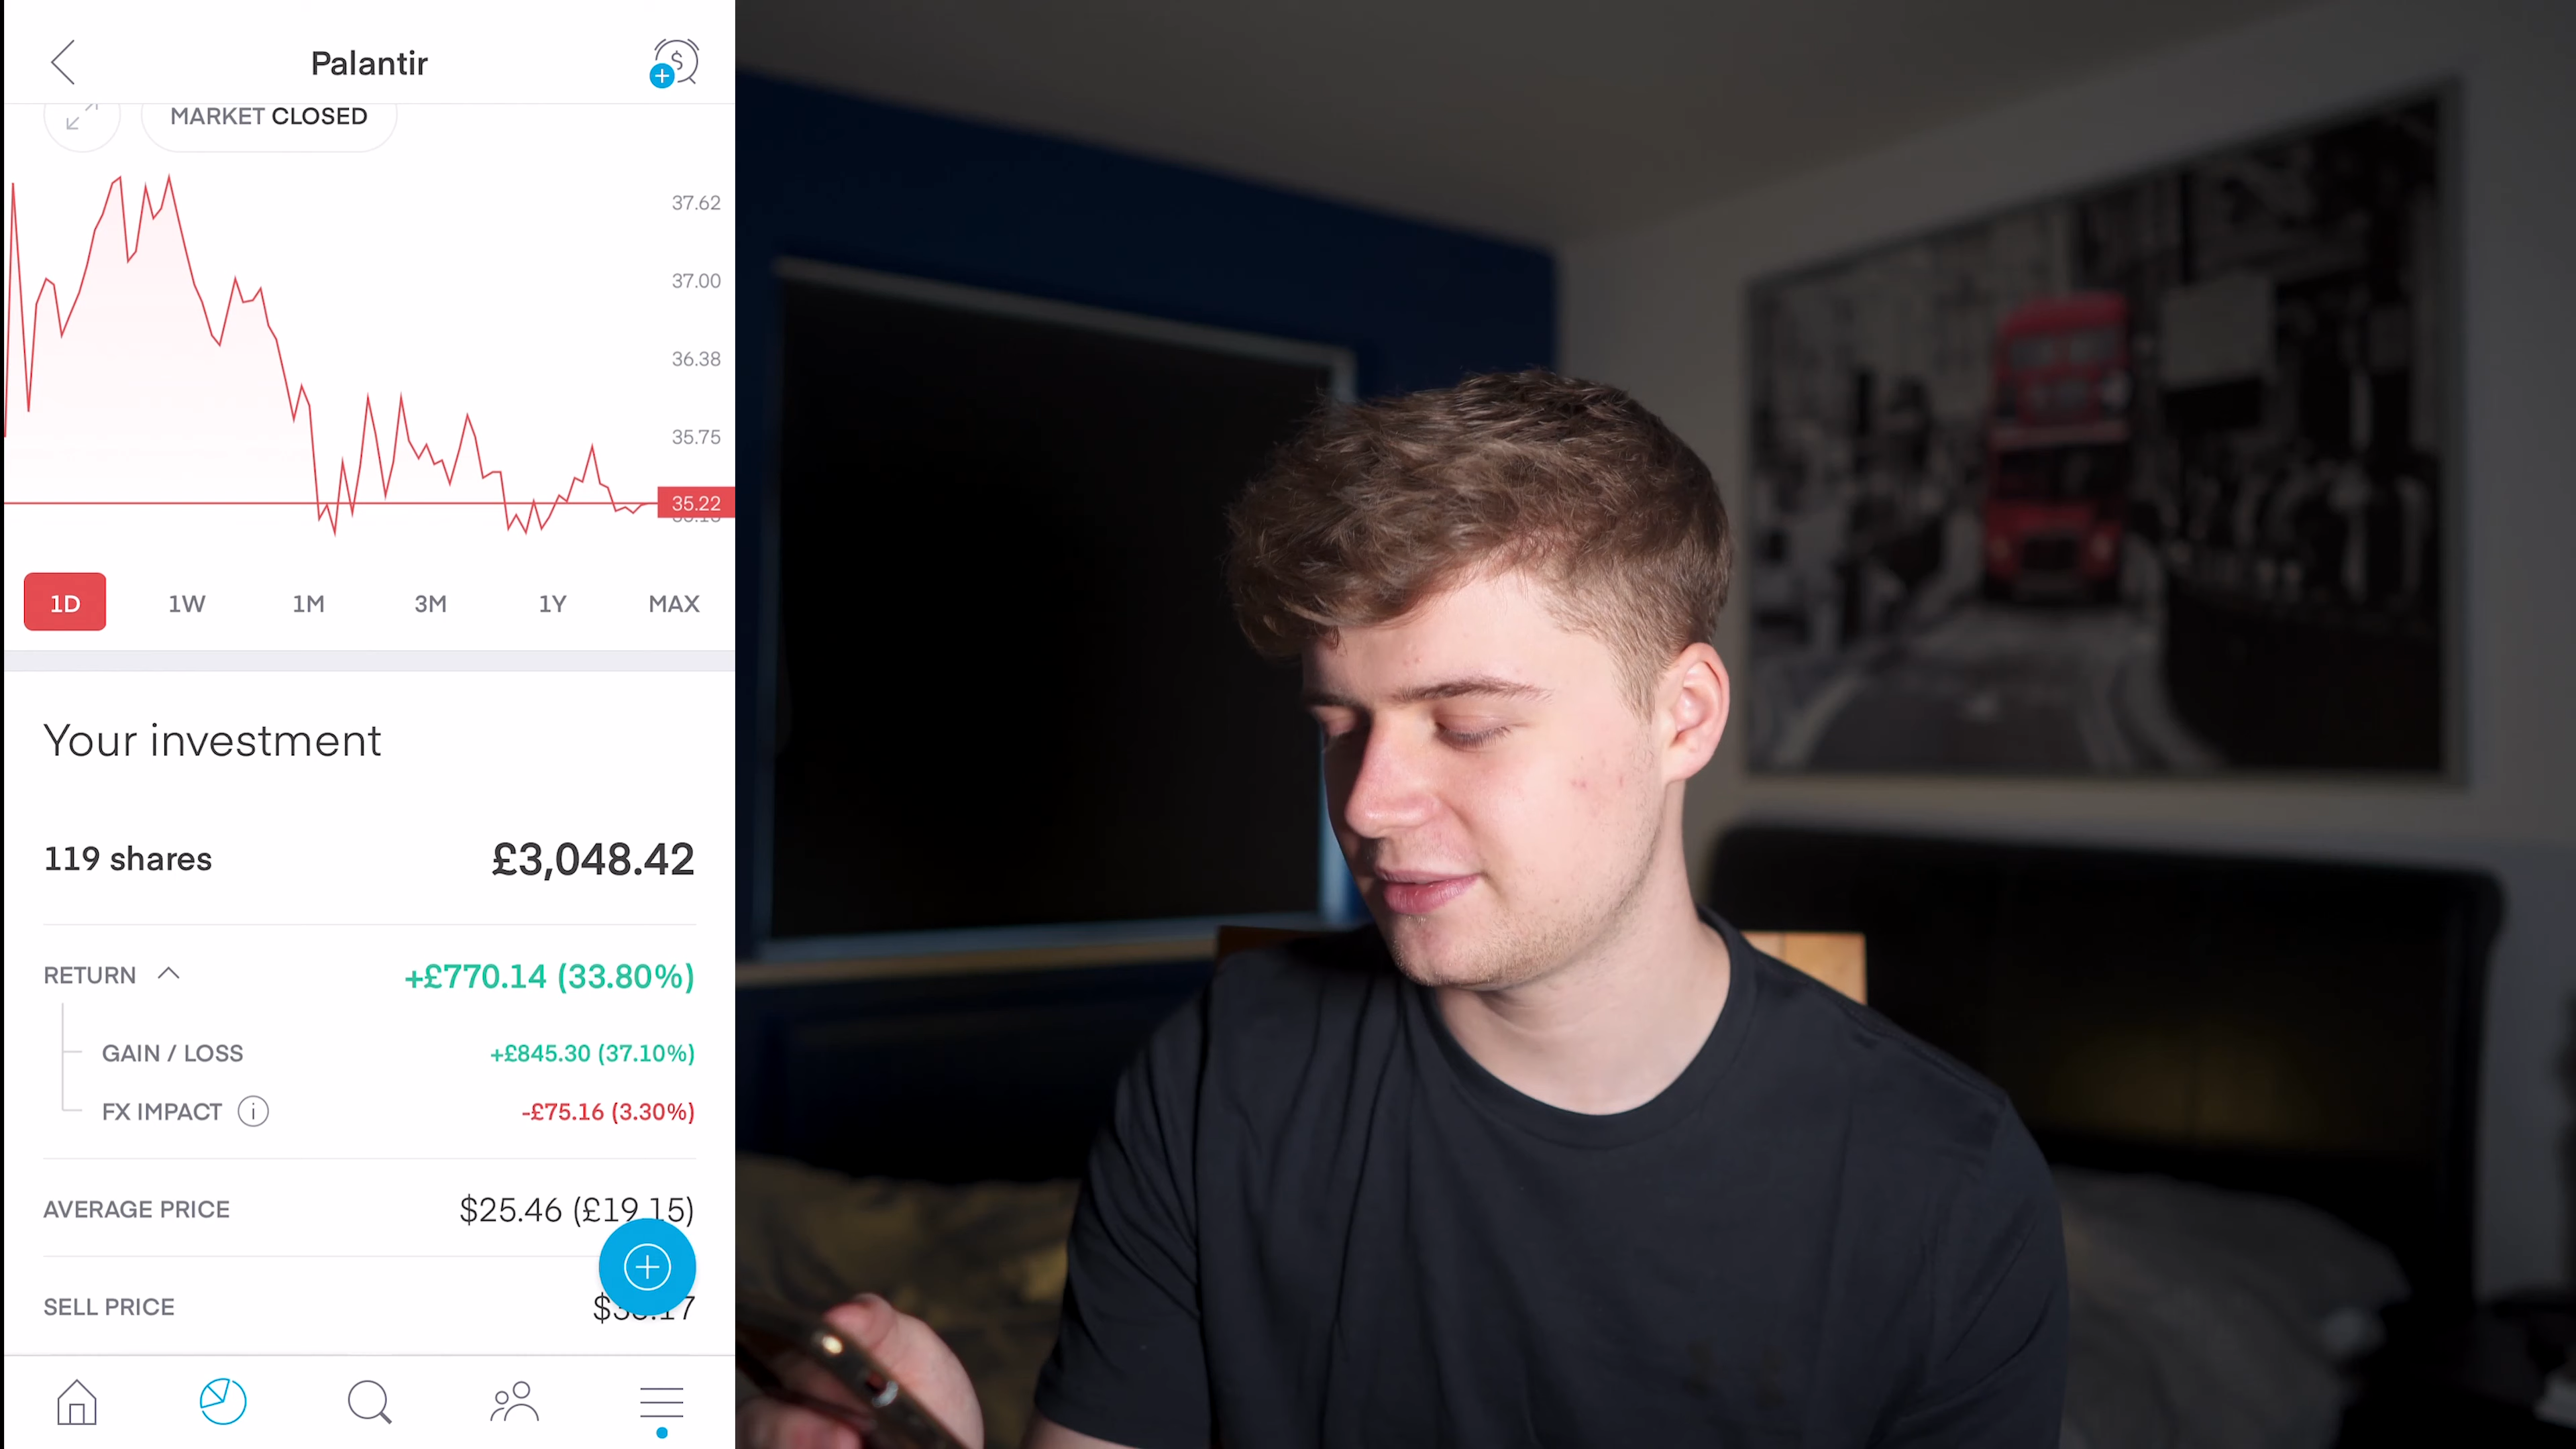 Palantir
MARKET CLOSED
37.62
37.00
36.38
35.75
35.22
1D 1W 1M 3M 1Y MAX
Your investment
119 shares £3,048.42
RETURN +£770.14 (33.80%)
GAIN / LOSS +£845.30 (37.10%)
FX IMPACT -£75.16 (3.30%)
AVERAGE PRICE $25.46 (£19.15)
SELL PRICE